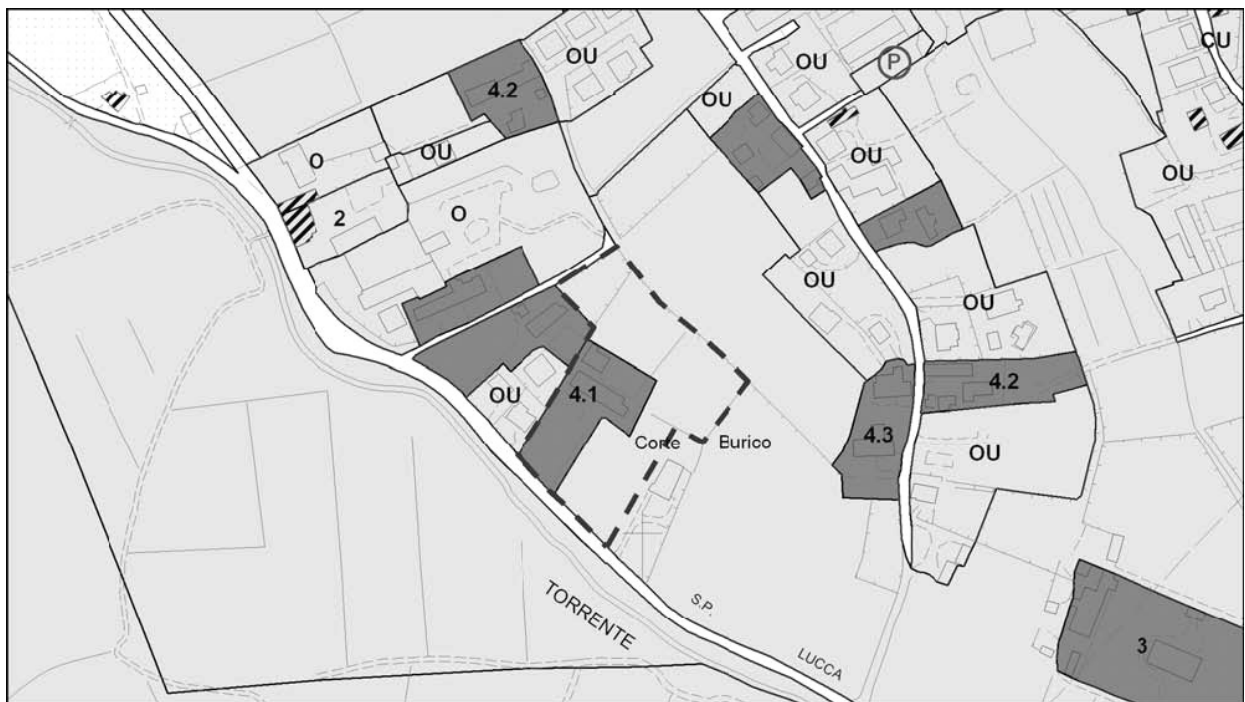 OU
CU
OU
P
4.2
OU
OU
O
OU
OU
2
O
OU
OU
4.1
4.2
OU
4.3
Corte Burico
OU
TORRENTE
S.P.
LUCCA
3